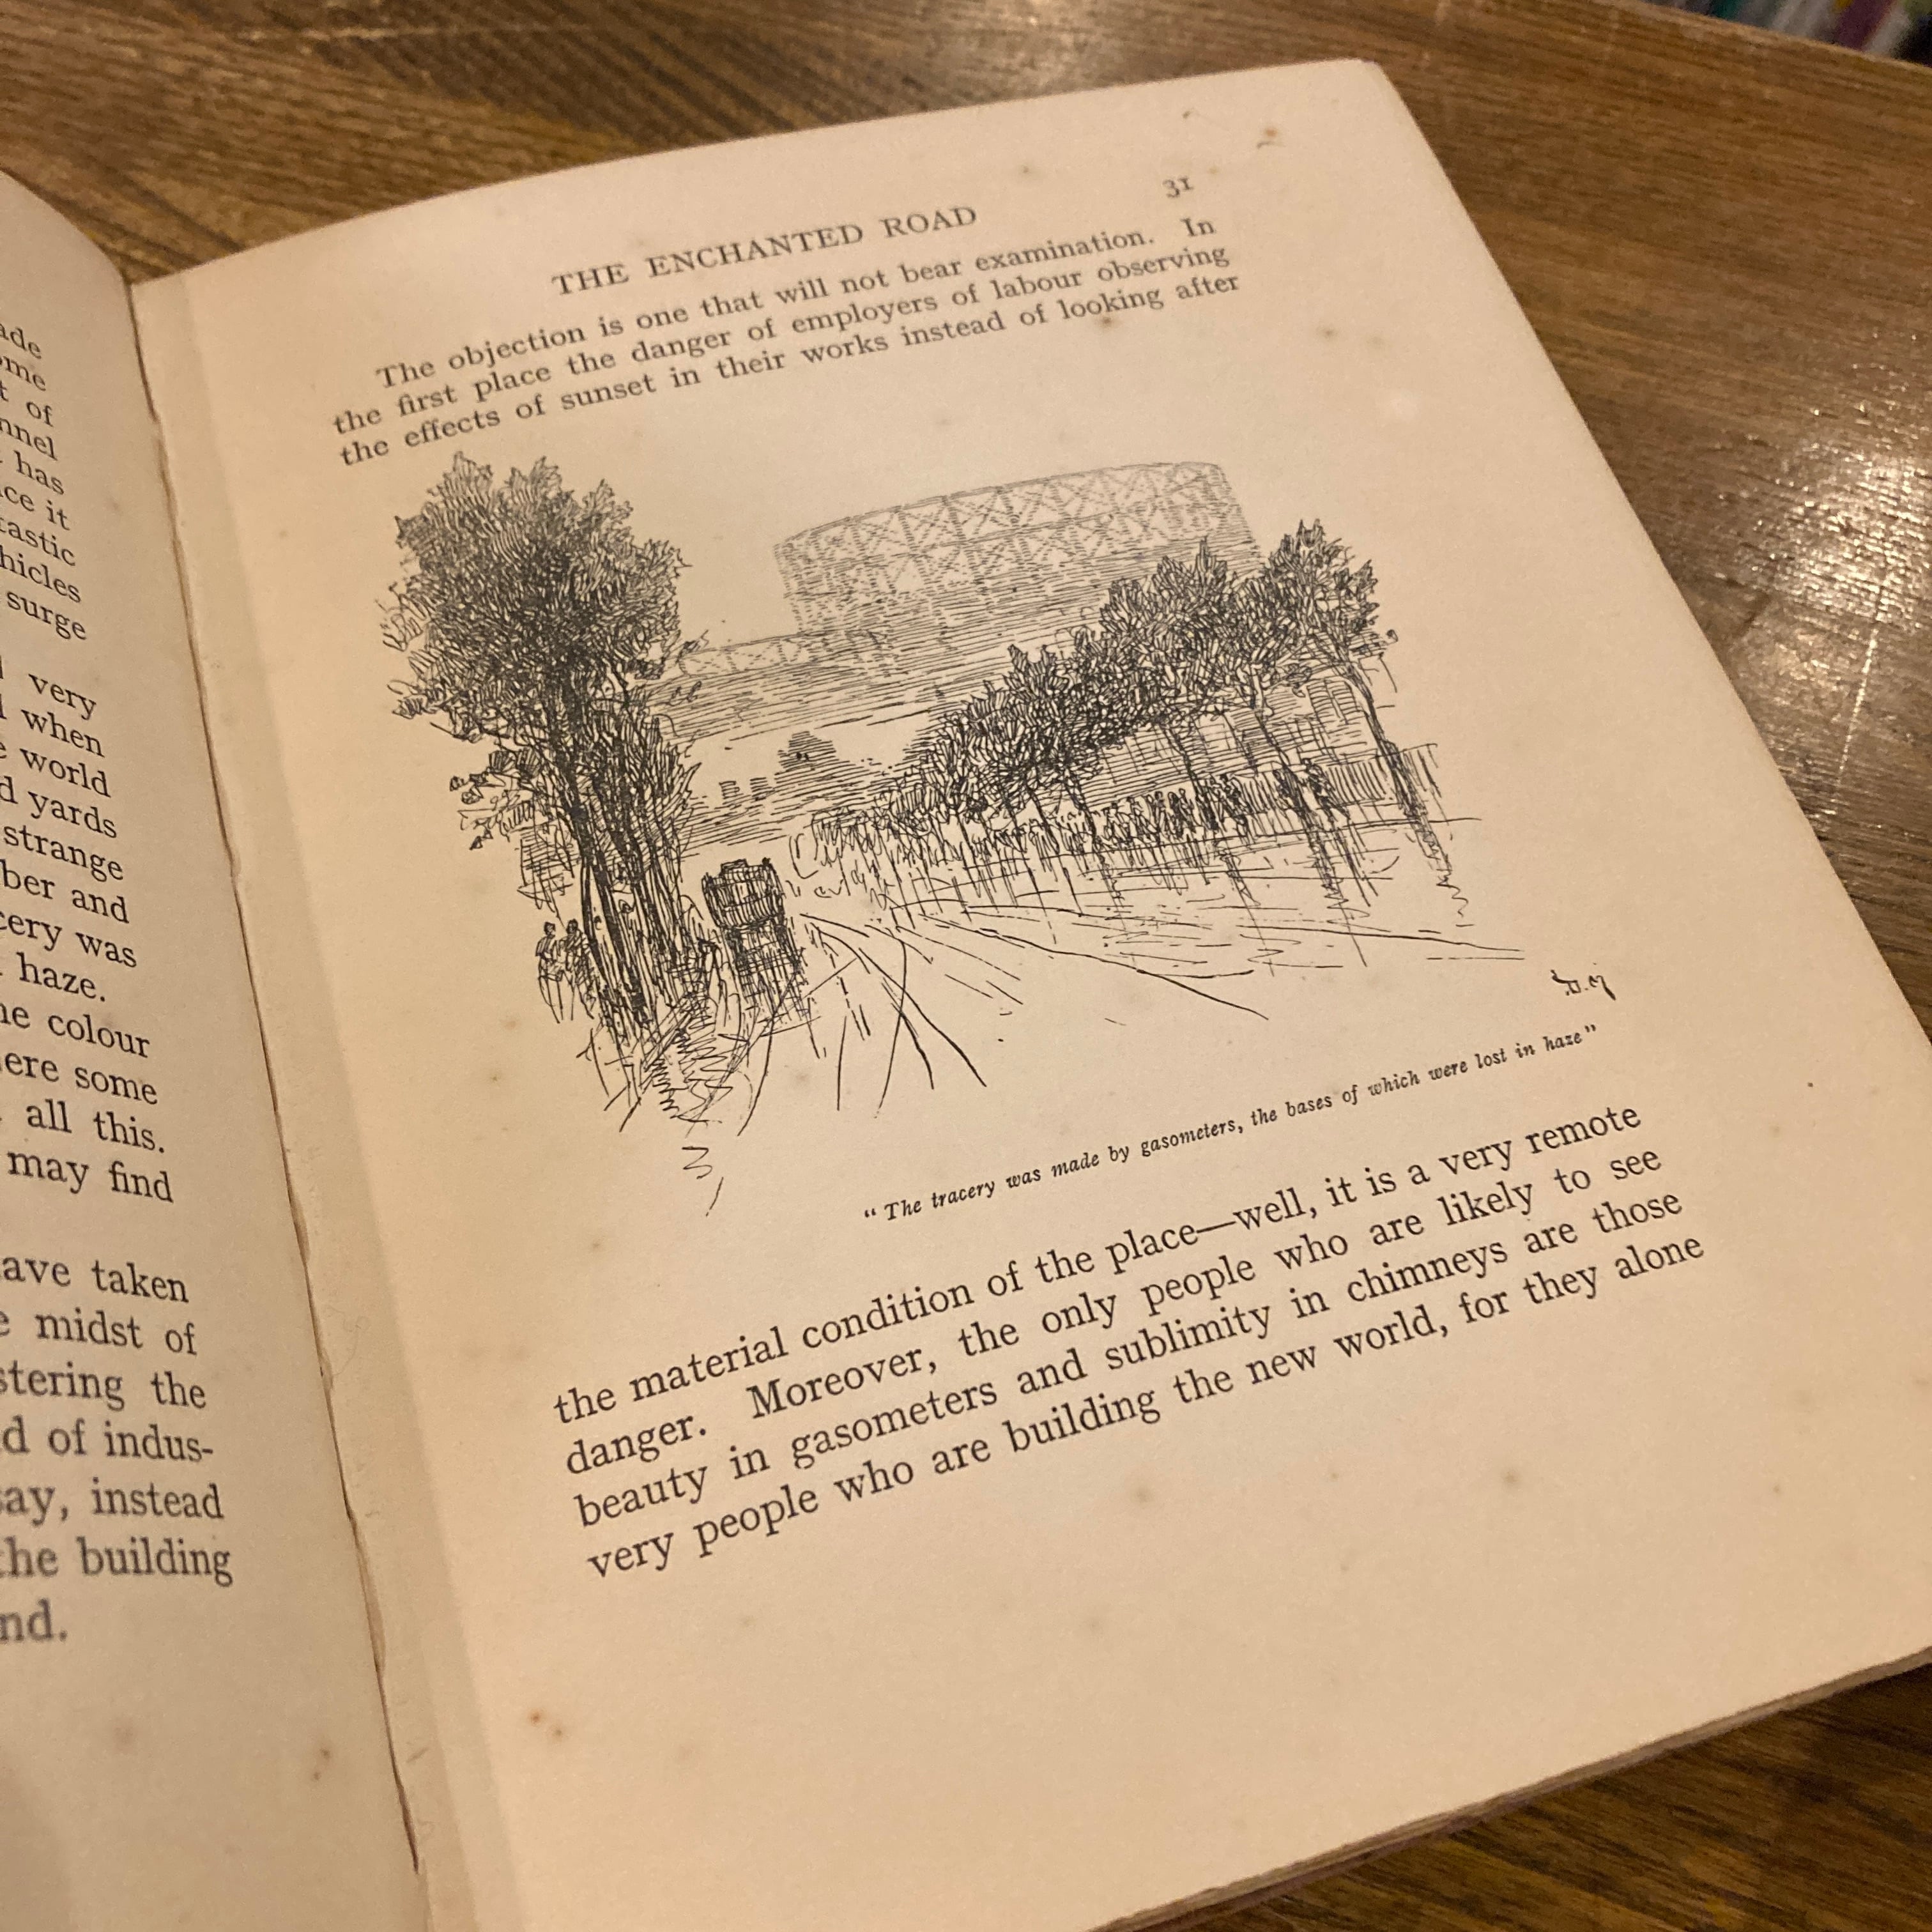 ome
t of
nnel
has
ce it
tastic
hicles
surge
very
when
world
d yards
strange
ber and
cery was
haze.
he colour
ere some
all this.
may find
ave taken
midst of
stering the
d of indus-
say, instead
the building
nd.
THE ENCHANTED ROAD 31
The objection is one that will not bear examination. In
the first place the danger of employers of labour observing
the effects of sunset in their works instead of looking after
D.M
"The tracery was made by gasometers, the bases of which were lost in haze"
the material condition of the place—well, it is a very remote
danger. Moreover, the only people who are likely to see
beauty in gasometers and sublimity in chimneys are those
very people who are building the new world, for they alone